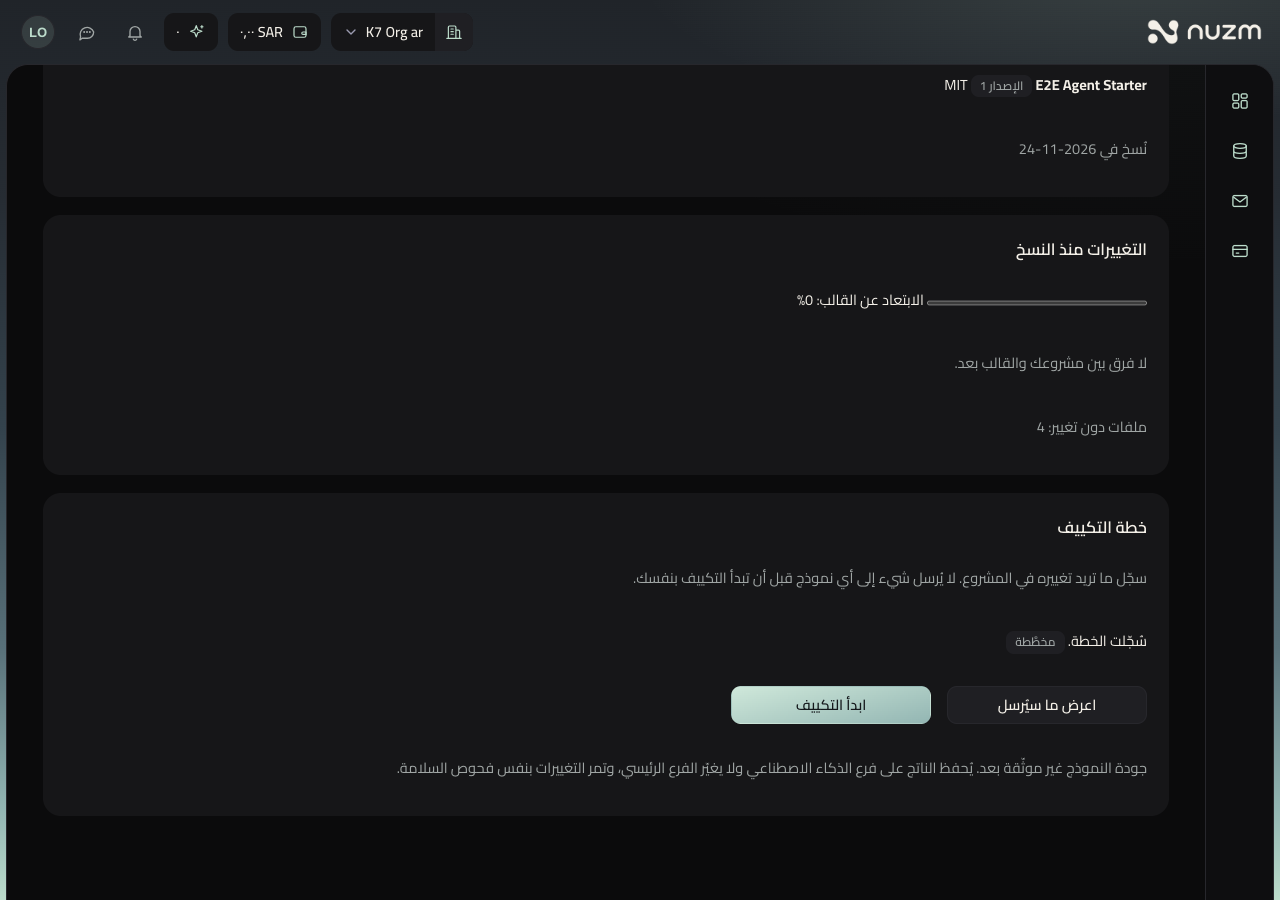 nuzm
K7 Org ar
٠,٠٠ SAR
٠
LO
E2E Agent Starter الإصدار 1 MIT
نُسخ في 2026-11-24
التغييرات منذ النسخ
الابتعاد عن القالب: 0%
لا فرق بين مشروعك والقالب بعد.
ملفات دون تغيير: 4
خطة التكييف
سجّل ما تريد تغييره في المشروع. لا يُرسل شيء إلى أي نموذج قبل أن تبدأ التكييف بنفسك.
سُجّلت الخطة. مخطَّطة
اعرض ما سيُرسل
ابدأ التكييف
جودة النموذج غير موثّقة بعد. يُحفظ الناتج على فرع الذكاء الاصطناعي ولا يغيّر الفرع الرئيسي، وتمر التغييرات بنفس فحوص السلامة.